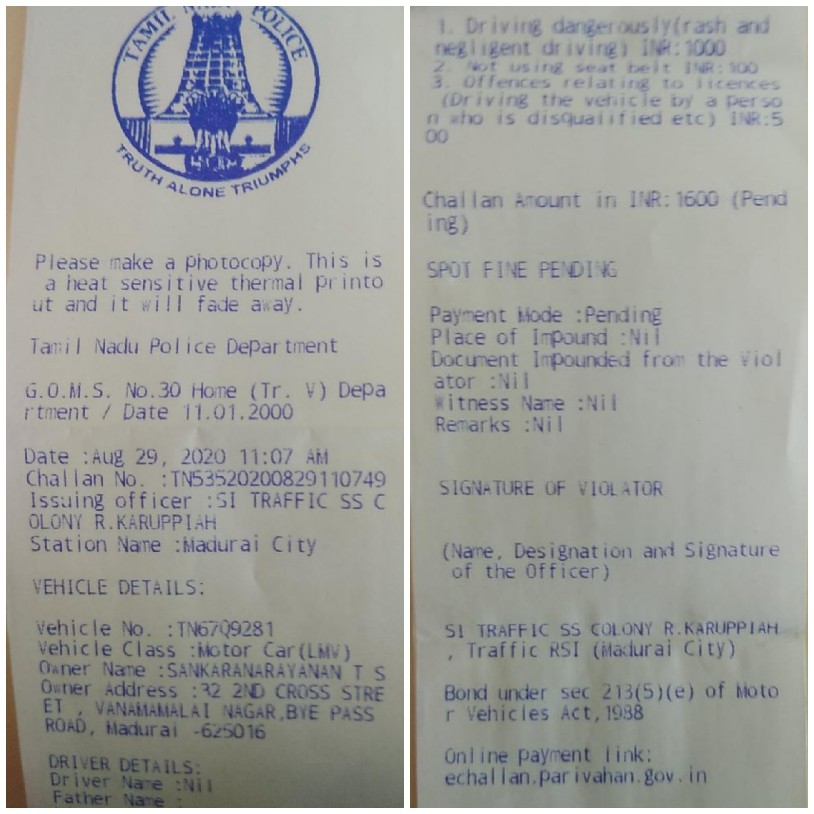 TAMIL NADU POLICE
TRUTH ALONE TRIUMPHS
Please make a photocopy. This is
a heat sensitive thermal printo
ut and it will fade away.
Tamil Nadu Police Department
G.O.M.S. No.30 Home (Tr. V) Depa
rtment / Date 11.01.2000
Date :Aug 29, 2020 11:07 AM
Challan No. :TN53520200829110749
Issuing officer :SI TRAFFIC SS C
OLONY R.KARUPPIAH
Station Name :Madurai City
VEHICLE DETAILS:
Vehicle No. :TN67Q9281
Vehicle Class :Motor Car(LMV)
Owner Name :SANKARANARAYANAN T S
Owner Address :32 2ND CROSS STRE
ET , VANAMAMALAI NAGAR,BYE PASS
ROAD, Madurai -625016
DRIVER DETAILS:
Driver Name :Nil
Father Name :
1. Driving dangerously(rash and
negligent driving) INR:1000
2. Not using seat belt INR:100
3. Offences relating to licences
(Driving the vehicle by a perso
n who is disqualified etc) INR:5
00
Challan Amount in INR:1600 (Pend
ing)
SPOT FINE PENDING
Payment Mode :Pending
Place of Impound :Nil
Document Impounded from the Viol
ator :Nil
Witness Name :Nil
Remarks :Nil
SIGNATURE OF VIOLATOR
(Name, Designation and Signature
of the Officer)
SI TRAFFIC SS COLONY R.KARUPPIAH
, Traffic RSI (Madurai City)
Bond under sec 213(5)(e) of Moto
r Vehicles Act,1988
Online payment link:
echallan.parivahan.gov.in